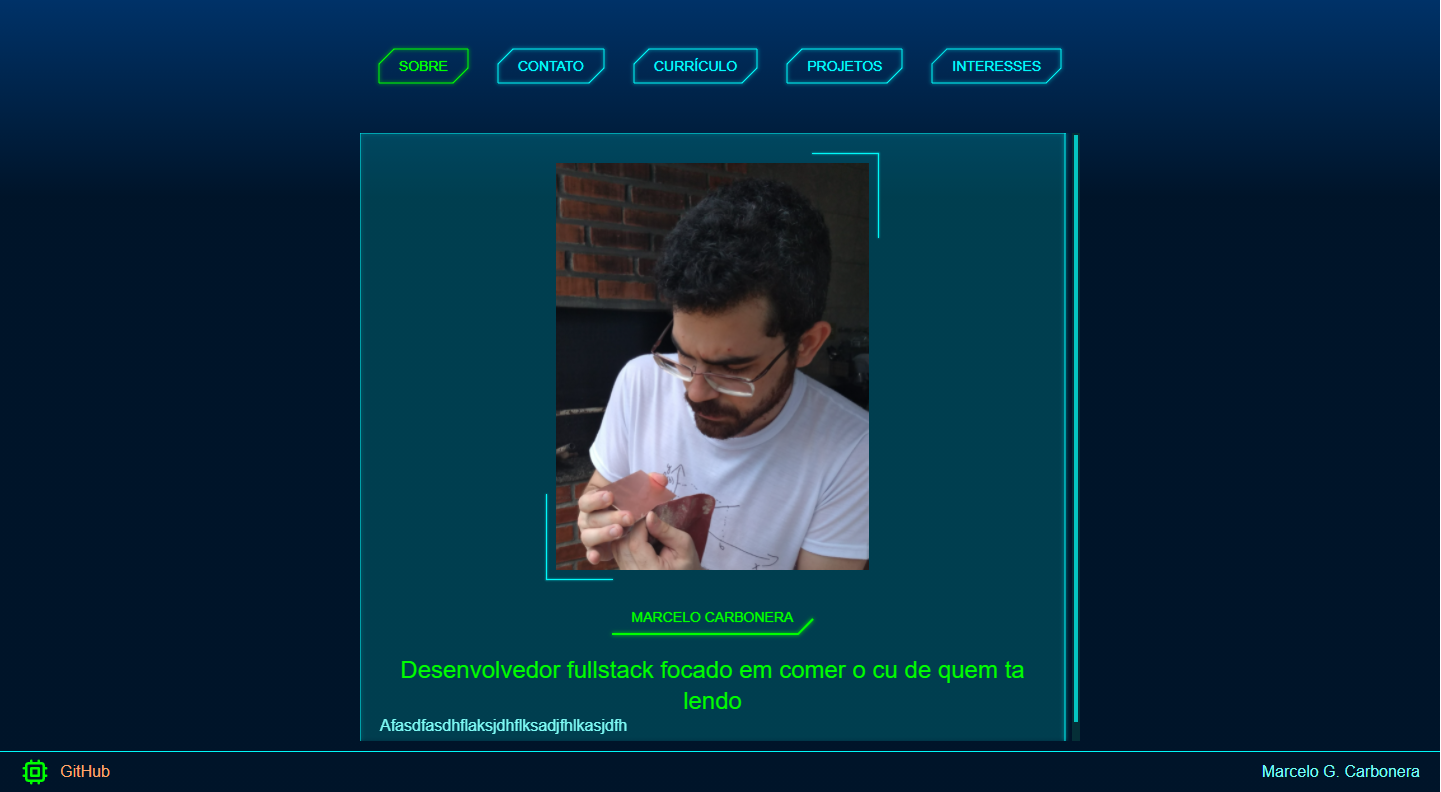 SOBRE CONTATO CURRÍCULO PROJETOS INTERESSES
MARCELO CARBONERA
Desenvolvedor fullstack focado em comer o cu de quem ta
lendo
Afasdfasdhflaksjdhflksadjfhlkasjdfh
GitHub Marcelo G. Carbonera